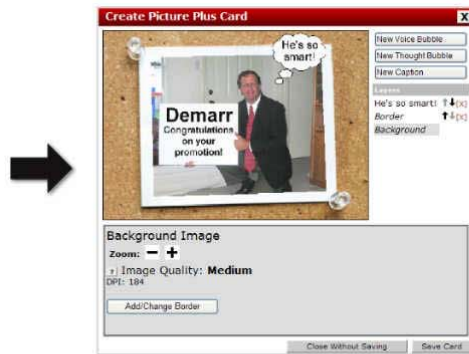 Create Picture Plus Card
X
He's so
smart!
Demarr
Congratulations
on your
promotion!
New Voice Bubble
New Thought Bubble
New Caption
Layers
He's so smart! [X]
Border [X]
Background
Background Image
Zoom:
? Image Quality: Medium
DPI: 184
Add/Change Border
Close Without Saving
Save Card